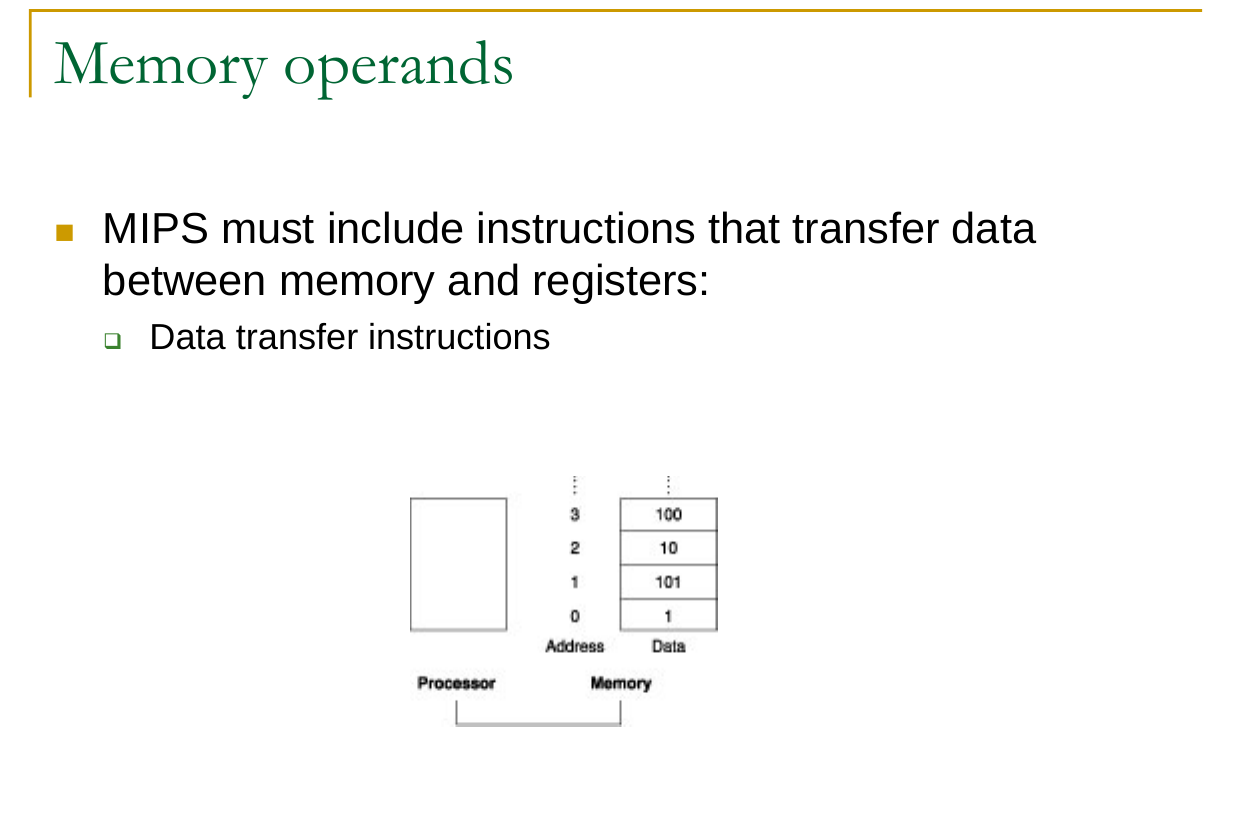 Memory operands
MIPS must include instructions that transfer data
between memory and registers:
Data transfer instructions
3 100
2 10
1 101
0 1
Address Data
Processor Memory